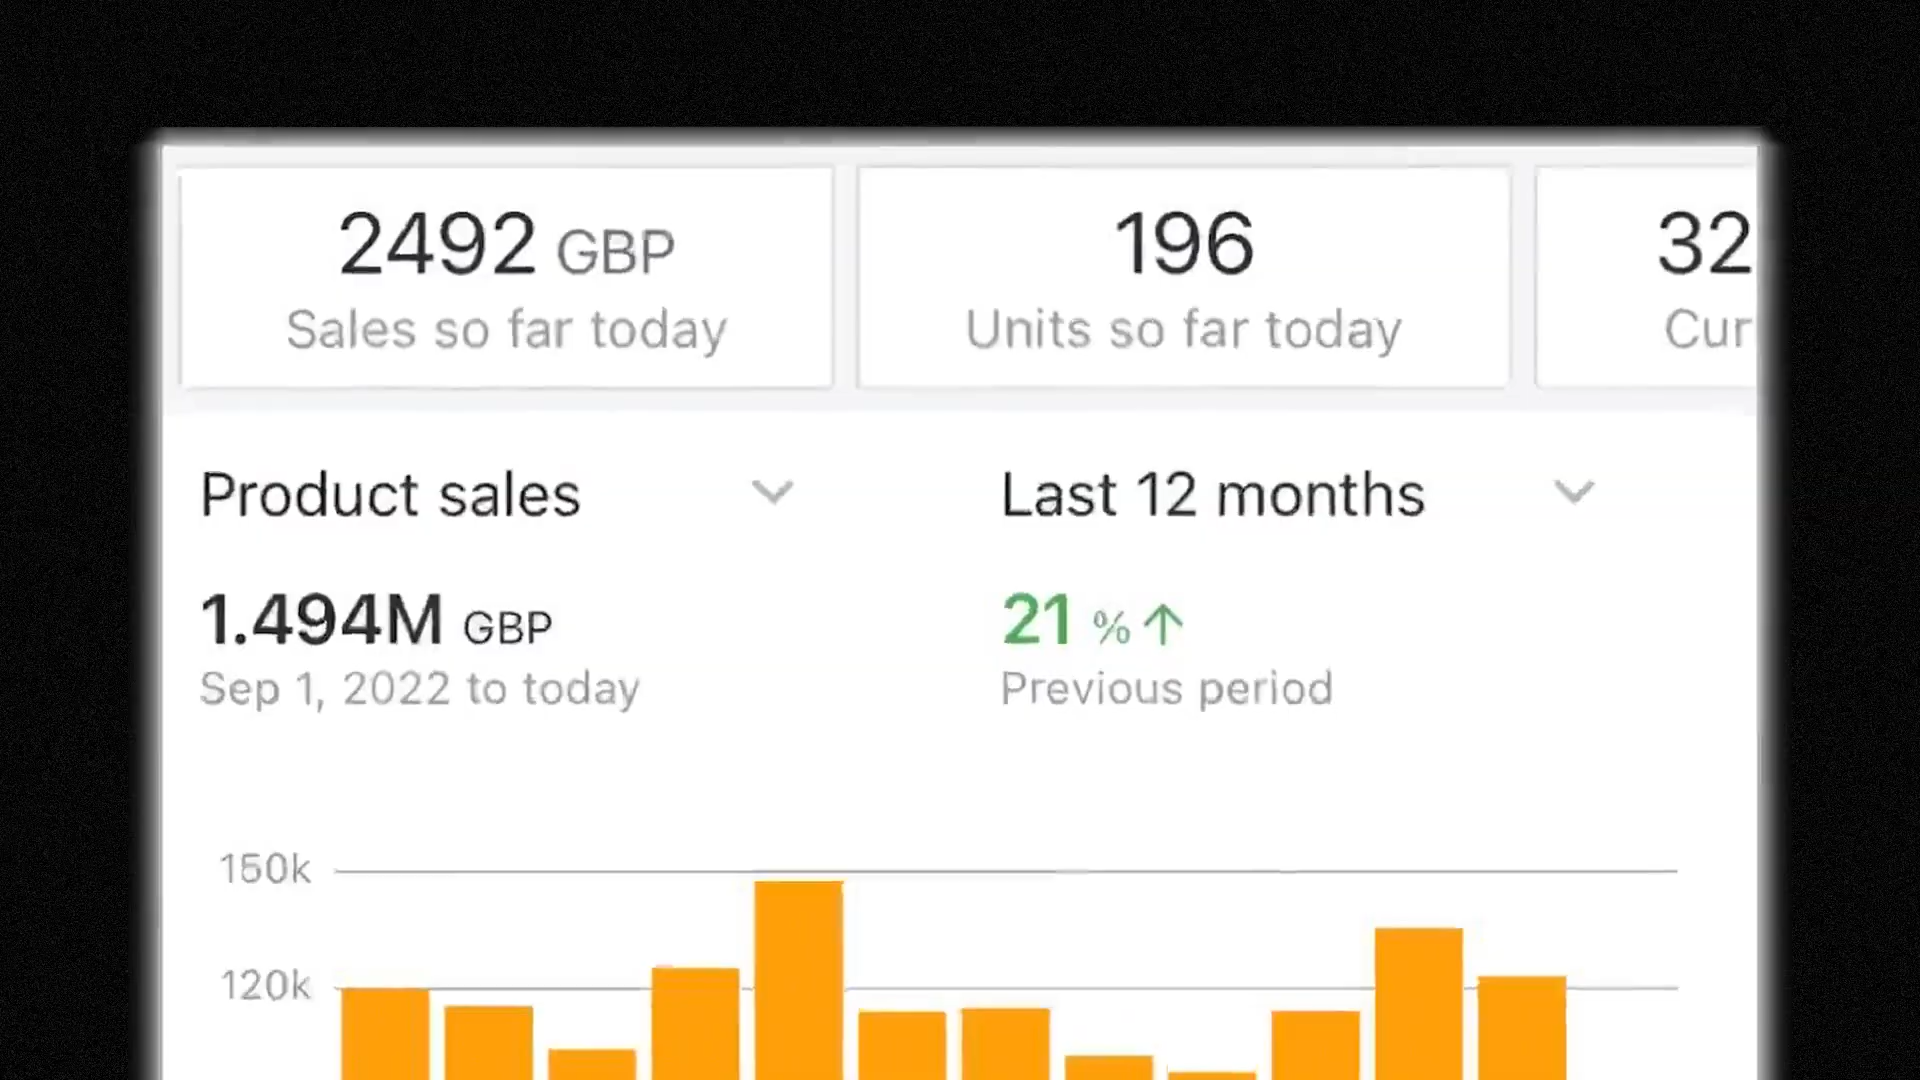 2492 GBP
Sales so far today
196
Units so far today
32
Cur
Product sales
Last 12 months
1.494M GBP
Sep 1, 2022 to today
21 % ↑
Previous period
150k
120k